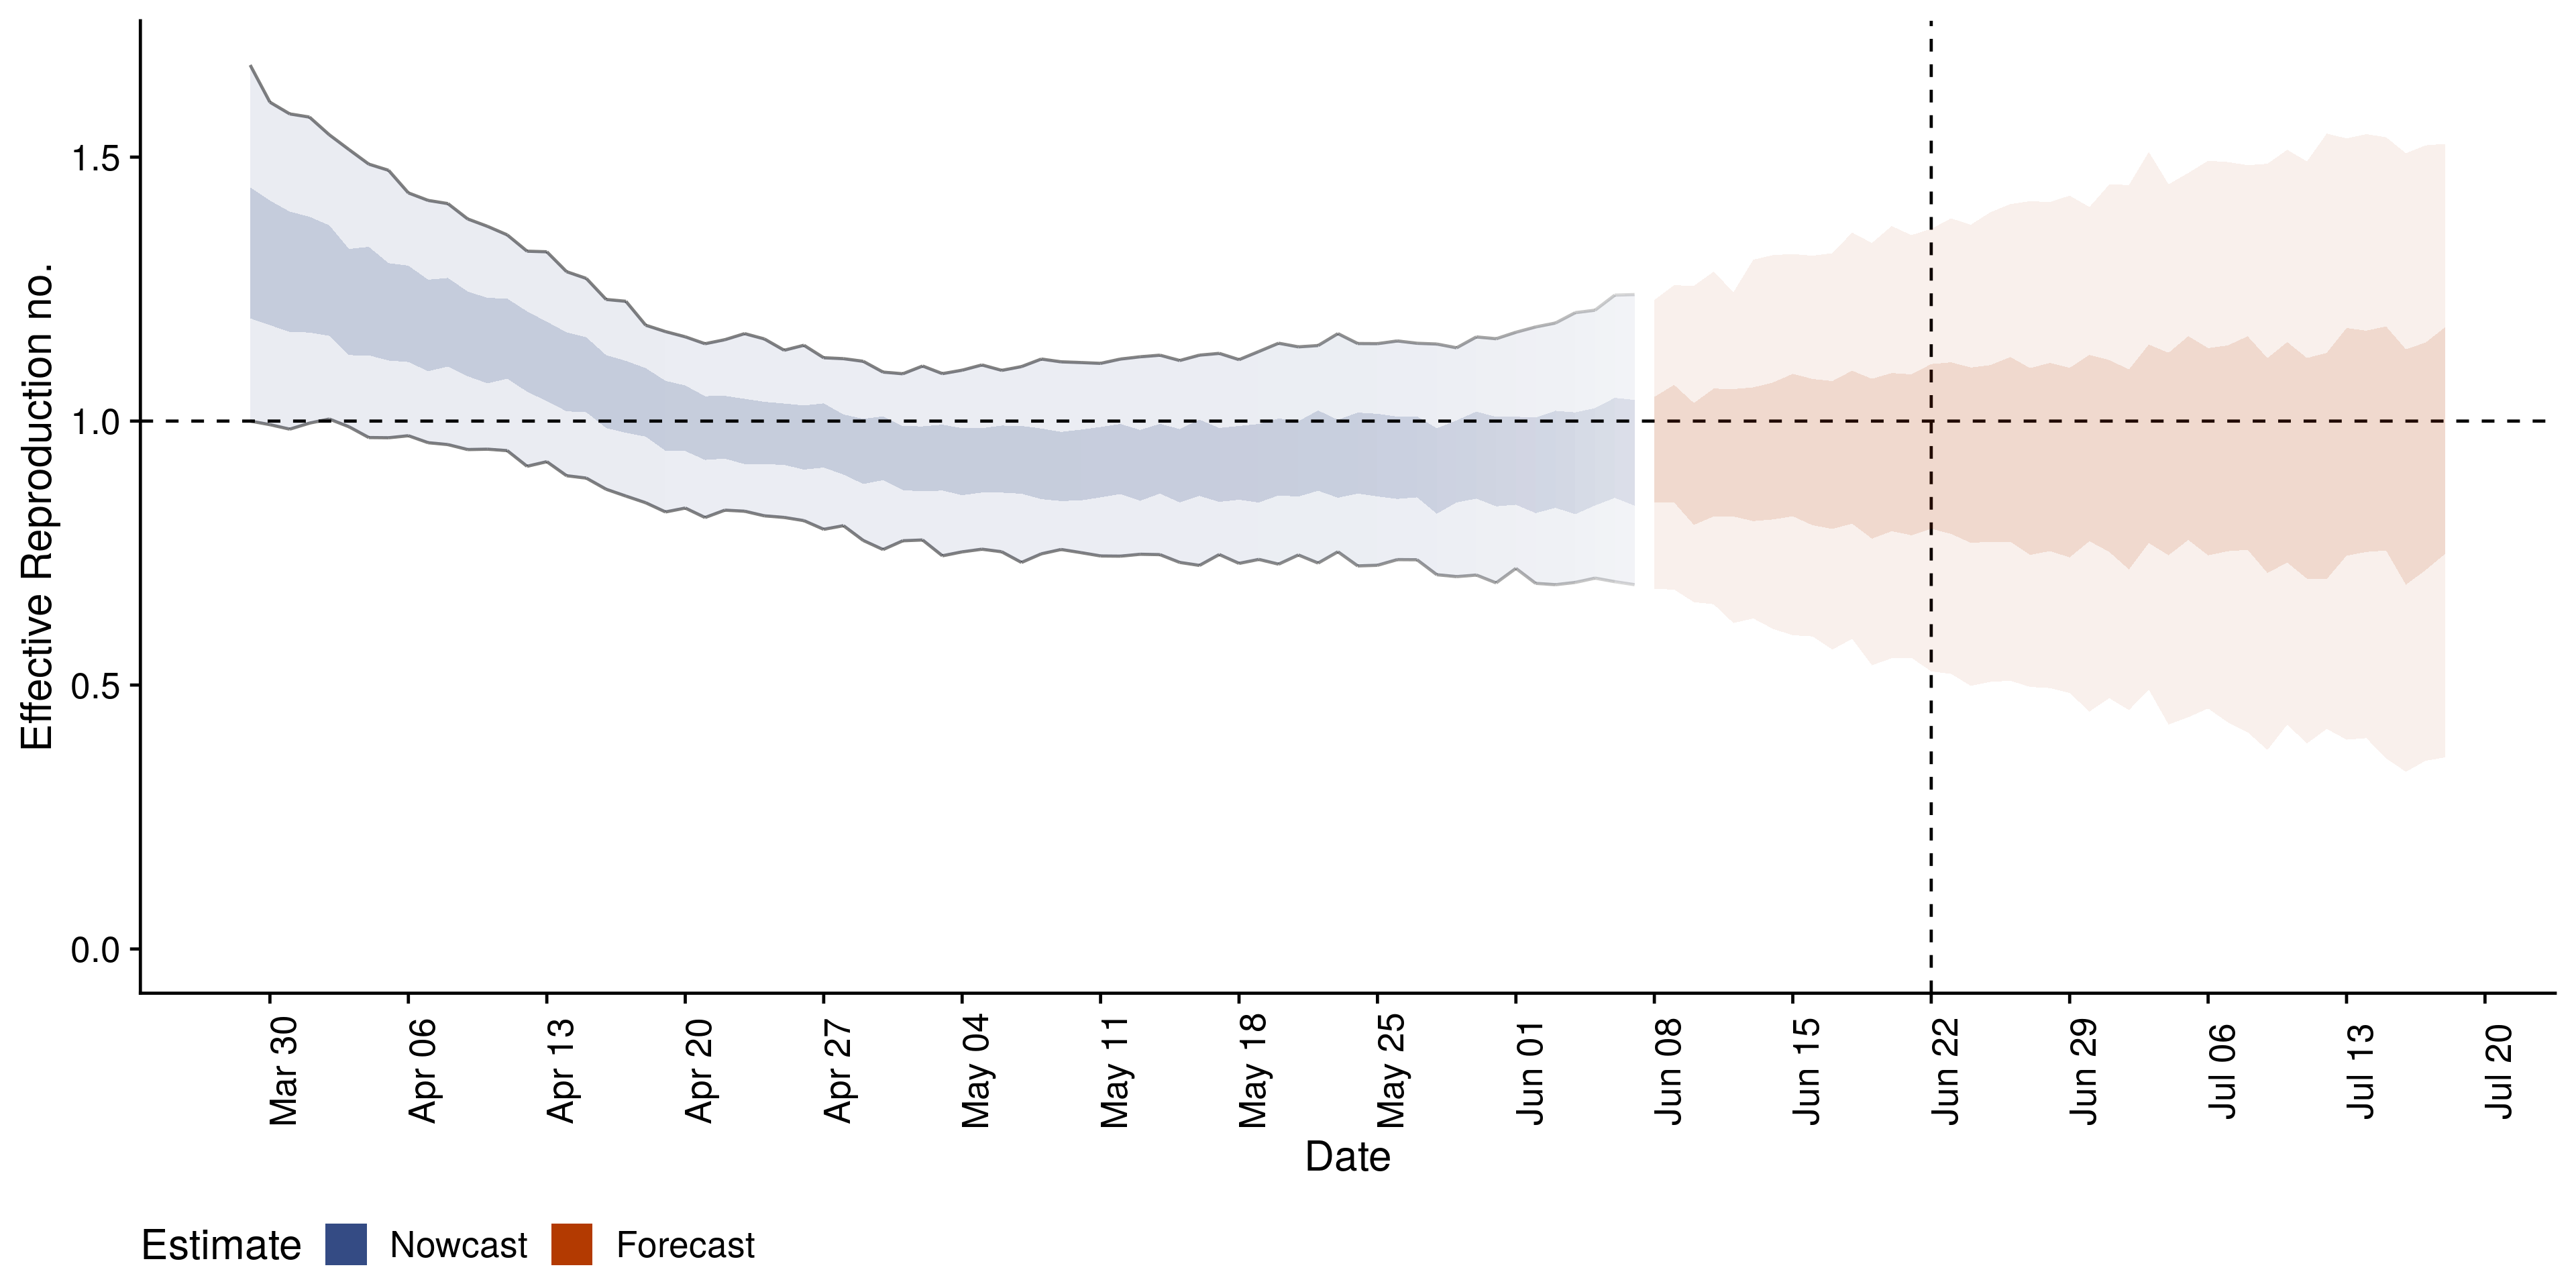 Effective Reproduction no.
1.5
1.0
0.5
0.0
Mar 30
Apr 06
Apr 13
Apr 20
Apr 27
May 04
May 11
May 18
May 25
Jun 01
Jun 08
Jun 15
Jun 22
Jun 29
Jul 06
Jul 13
Jul 20
Date
Estimate Nowcast Forecast